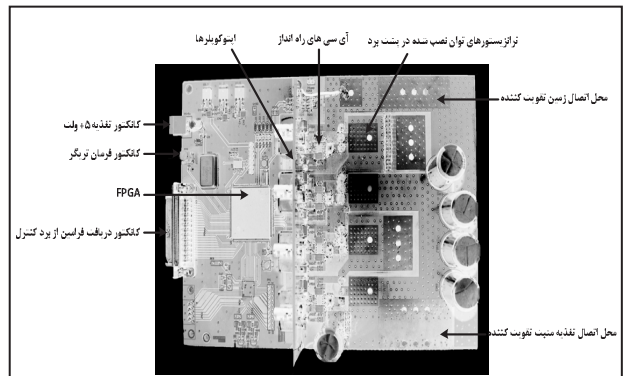 ترانزیستورهای توان نصب شده در پشت برد
آی سی های راه انداز
اپتوکوپلرها
محل اتصال زمین تقویت کننده
کانکتور تغذیه ۵+ ولت
کانکتور فرمان تریگر
FPGA
کانکتور دریافت فرامین از برد کنترل
محل اتصال تغذیه مثبت تقویت کننده